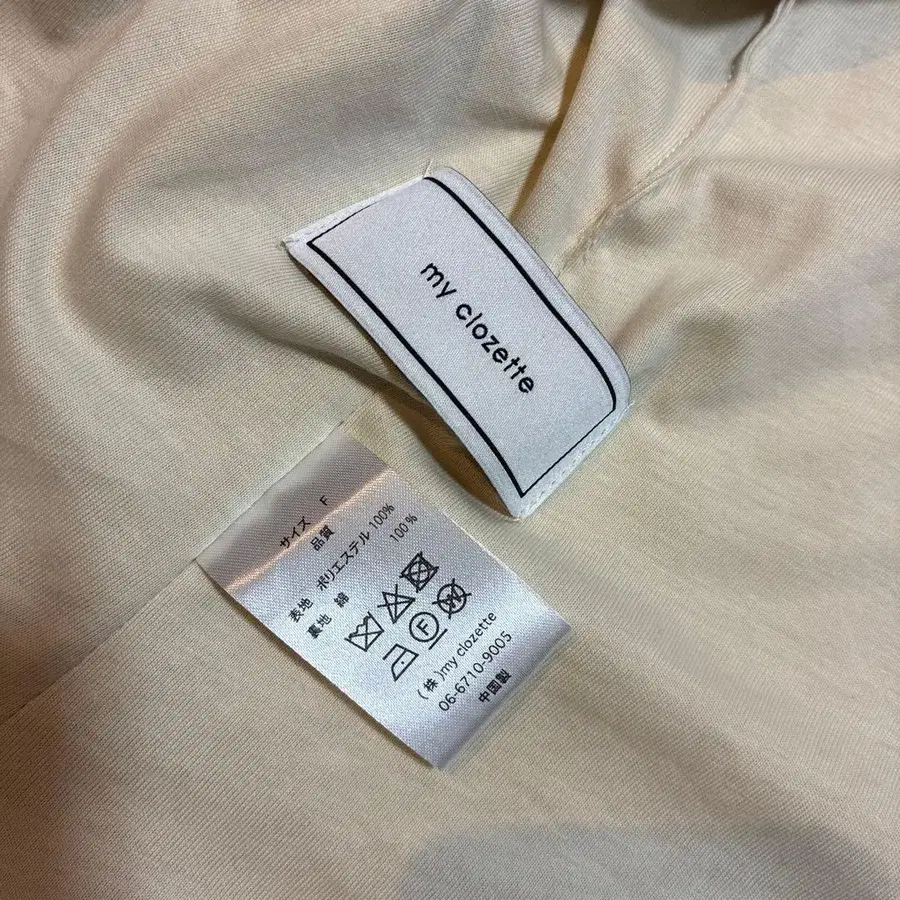 my clozette
サイズ F
品質
表地 ポリエステル 100%
裏地 綿 100%
F
W
(株)my clozette
06-6710-9005
中国製